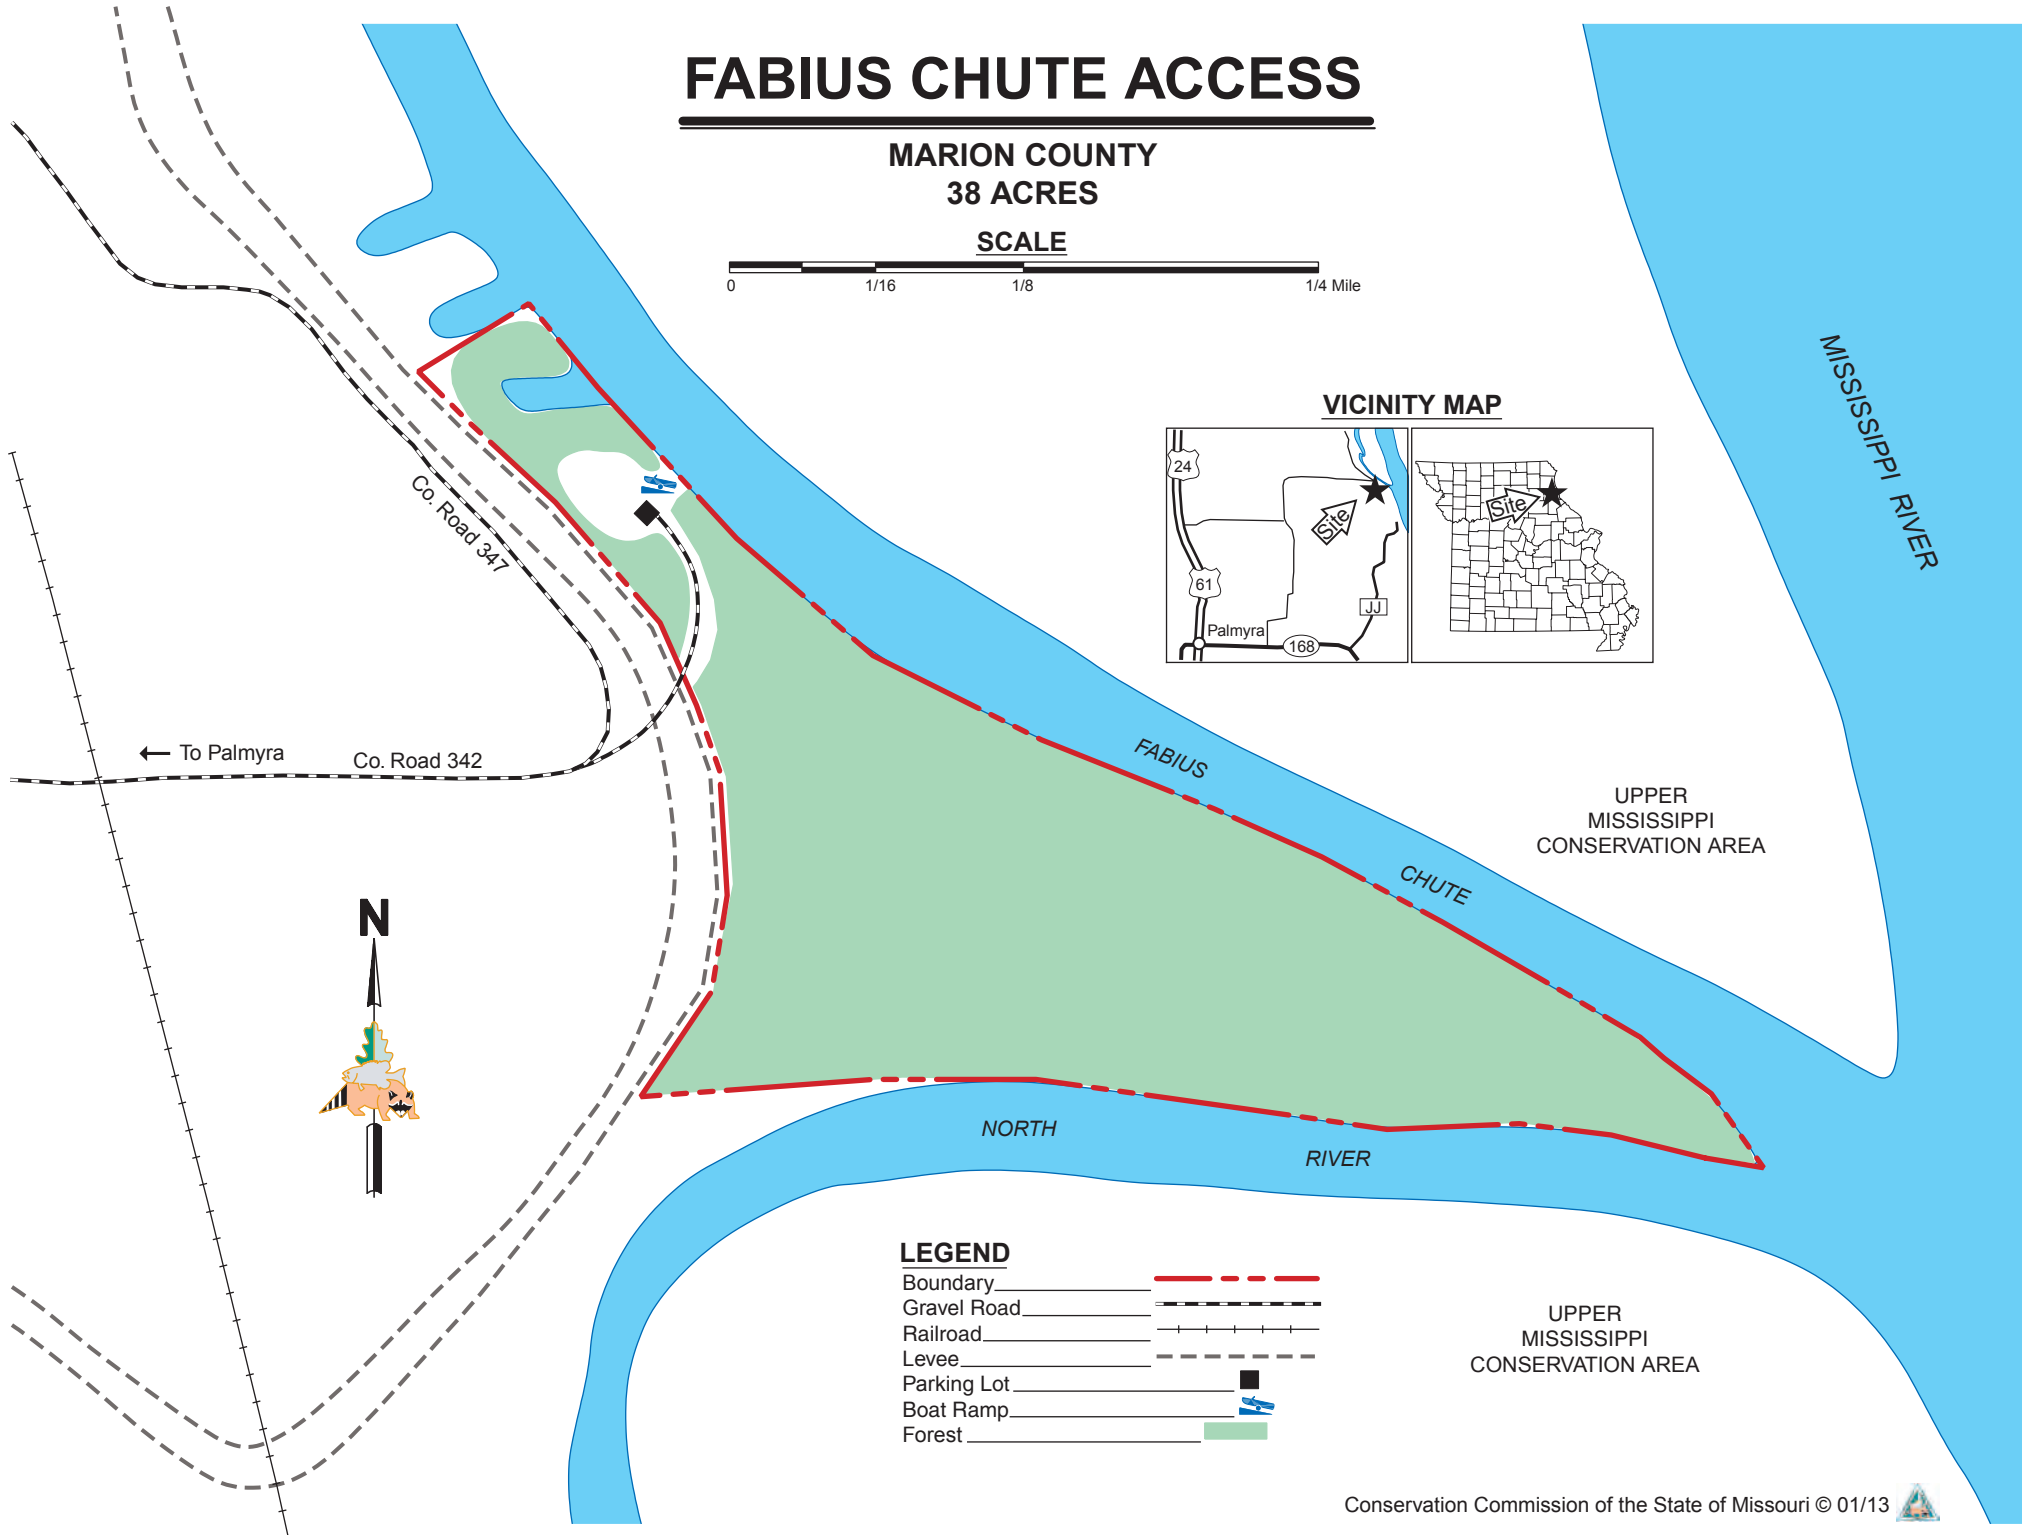 FABIUS CHUTE ACCESS
MARION COUNTY
38 ACRES
SCALE
0 1/16 1/8 1/4 Mile
MISSISSIPPI RIVER
VICINITY MAP
24
61
Palmyra
168
JJ
Site
Site
Co. Road 347
To Palmyra
Co. Road 342
FABIUS
CHUTE
UPPER
MISSISSIPPI
CONSERVATION AREA
N
NORTH
RIVER
LEGEND
Boundary
Gravel Road
Railroad
Levee
Parking Lot
Boat Ramp
Forest
UPPER
MISSISSIPPI
CONSERVATION AREA
Conservation Commission of the State of Missouri © 01/13